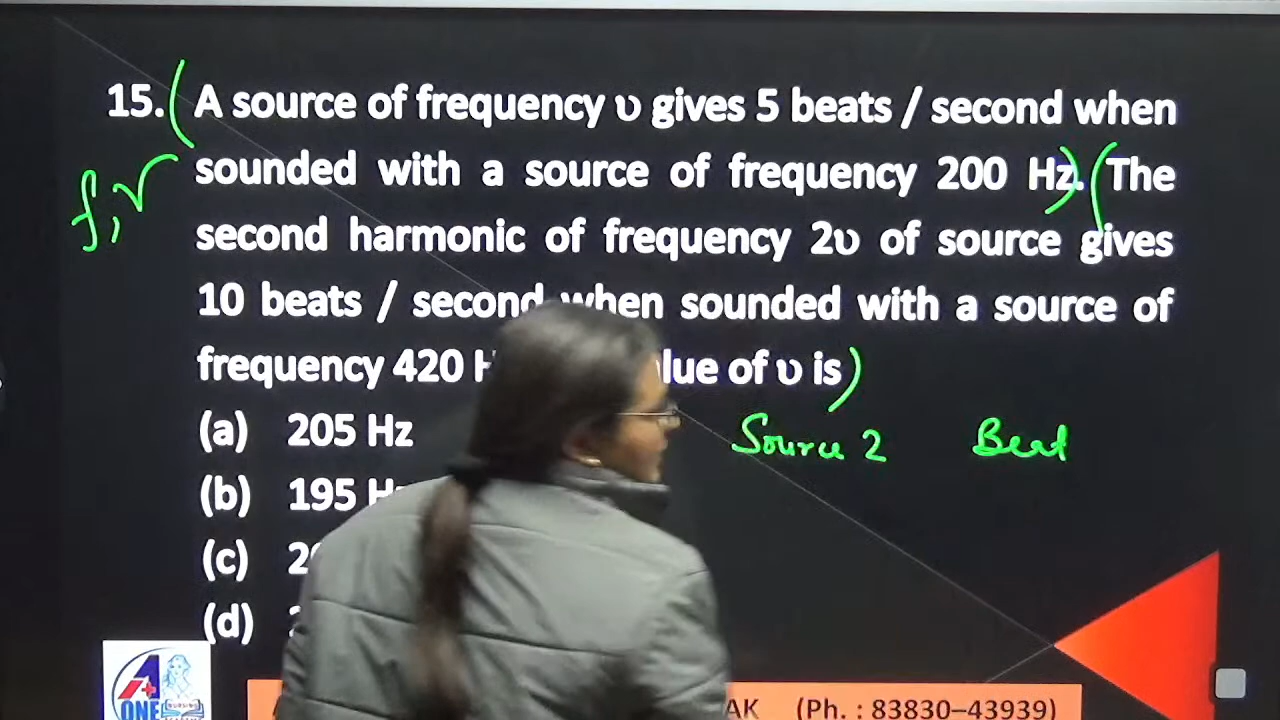 15. A source of frequency υ gives 5 beats / second when
sounded with a source of frequency 200 Hz. The
f, v
second harmonic of frequency 2υ of source gives
10 beats / second when sounded with a source of
frequency 420 lue of υ is
(a) 205 Hz
Source 2 Beat
(b) 195
(c)
(d)
A+
ONE
NURSING
AK (Ph. : 83830–43939)